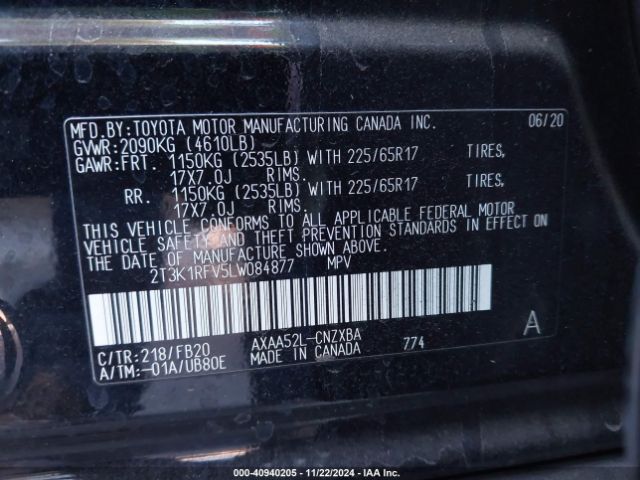 MFD.BY:TOYOTA MOTOR MANUFACTURING CANADA INC. 06/20
GVWR:2090KG (4610LB)
GAWR:FRT. 1150KG (2535LB) WITH 225/65R17 TIRES,
17X7.0J RIMS.
RR. 1150KG (2535LB) WITH 225/65R17 TIRES,
17X7.0J RIMS.
THIS VEHICLE CONFORMS TO ALL APPLICABLE FEDERAL MOTOR
VEHICLE SAFETY AND THEFT PREVENTION STANDARDS IN EFFECT ON
THE DATE OF MANUFACTURE SHOWN ABOVE.
2T3K1RFV5LW084877 MPV
C/TR:218/FB20 AXAA52L-CNZXBA 774 A
A/TM:-01A/UB80E MADE IN CANADA
000-40940205 - 11/22/2024 - IAA Inc.